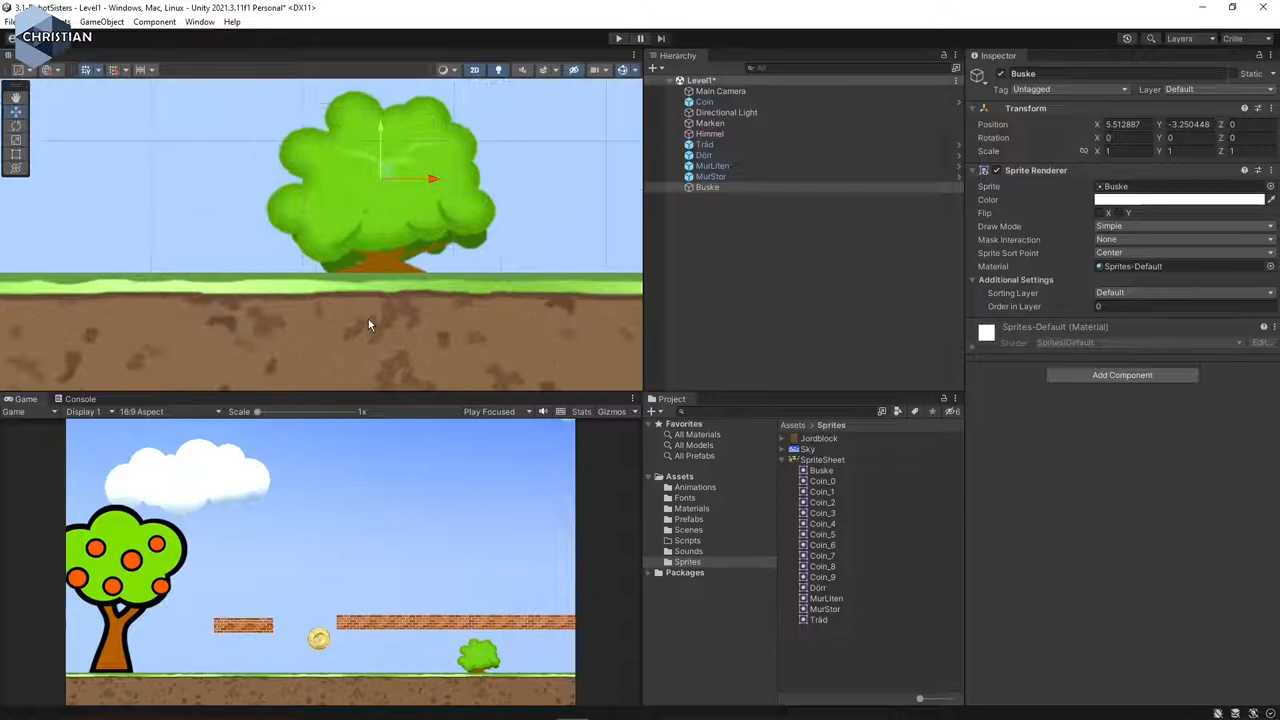 3.1-RobotSisters - Level1 - Windows, Mac, Linux - Unity 2021.3.11f1 Personal* <DX11>
GameObject Component Window Help
CHRISTIAN
Layers Crille
2D
Hierarchy
All
Level1*
Main Camera
Coin
Directional Light
Marken
Himmel
Träd
Dörr
MurLiten
MurStor
Buske
Inspector
Buske Static
Tag Untagged Layer Default
Transform
Position X 5.512887 Y -3.250448 Z 0
Rotation X 0 Y 0 Z 0
Scale X 1 Y 1 Z 1
Sprite Renderer
Sprite Buske
Color
Flip X Y
Draw Mode Simple
Mask Interaction None
Sprite Sort Point Center
Material Sprites-Default
Additional Settings
Sorting Layer Default
Order in Layer 0
Sprites-Default (Material)
Shader Sprites/Default Edit...
Add Component
Game Console
Game Display 1 16:9 Aspect Scale 1x Play Focused Stats Gizmos
Project
6
Favorites
All Materials
All Models
All Prefabs
Assets
Animations
Fonts
Materials
Prefabs
Scenes
Scripts
Sounds
Sprites
Packages
Assets > Sprites
Jordblock
Sky
SpriteSheet
Buske
Coin_0
Coin_1
Coin_2
Coin_3
Coin_4
Coin_5
Coin_6
Coin_7
Coin_8
Coin_9
Dörr
MurLiten
MurStor
Träd